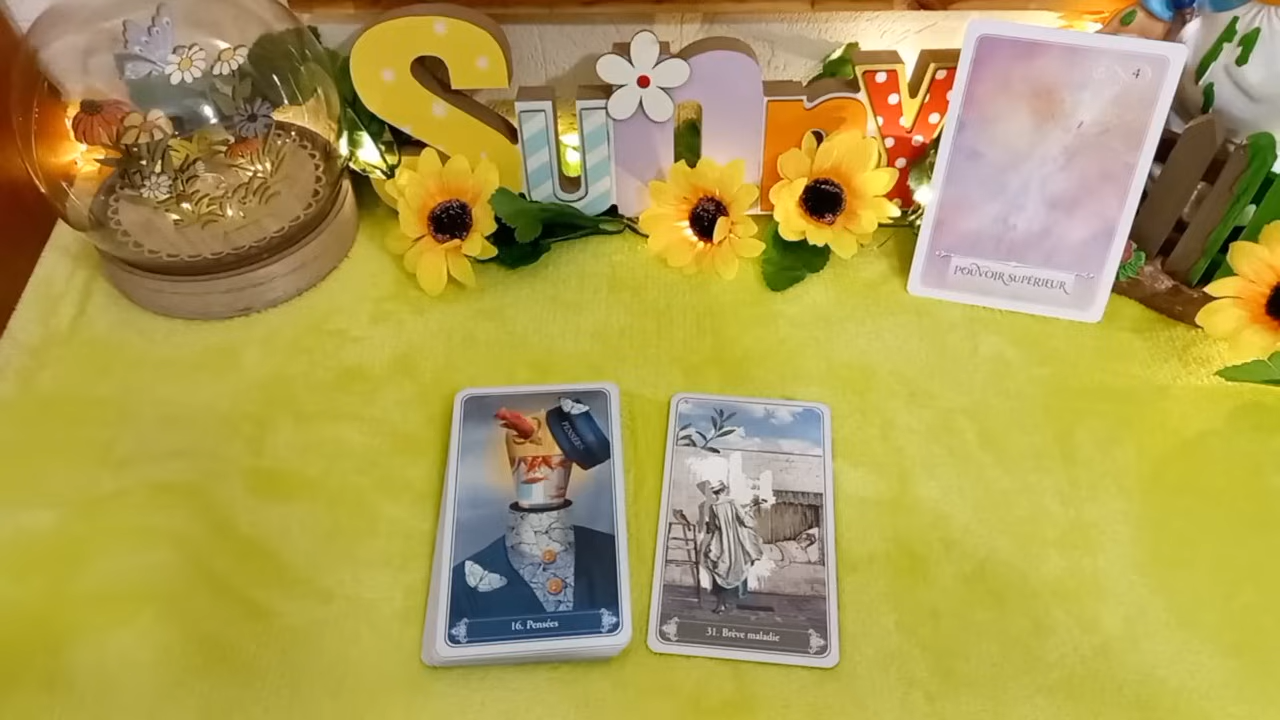 Sunny
4
POUVOIR SUPÉRIEUR
PENSÉES
16. Pensées
31. Brève maladie